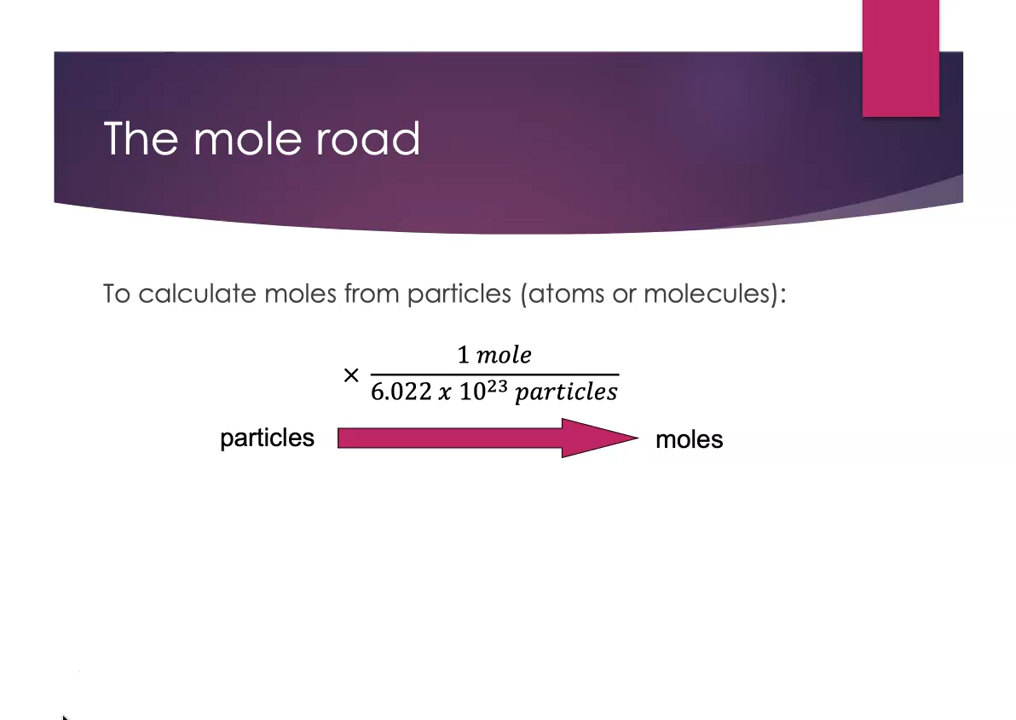 The mole road
To calculate moles from particles (atoms or molecules):
× 1 mole
6.022 x 10²³ particles
particles
moles